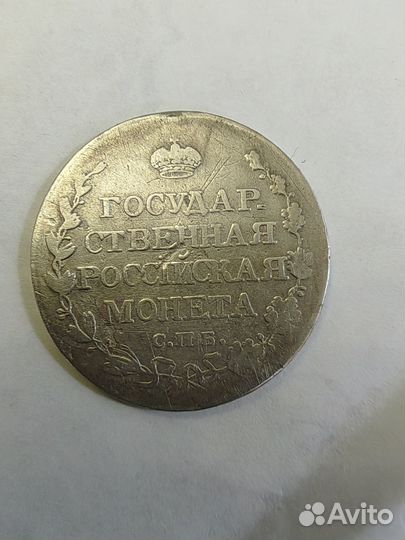 ГОСУДАР-
СТВЕННАЯ
РОССІЙСКАЯ
МОНЕТА
С.П.Б.
Avito